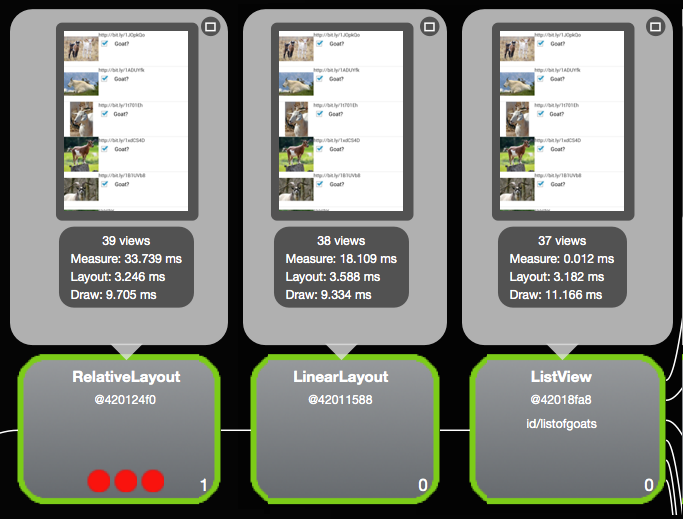 http://bit.ly/1JOpkGo
Goat?
http://bit.ly/1ADUYfk
Goat?
http://bit.ly/1t701Eh
Goat?
http://bit.ly/1xdCS4D
Goat?
http://bit.ly/1B1UVb8
Goat?
39 views
Measure: 33.739 ms
Layout: 3.246 ms
Draw: 9.705 ms
RelativeLayout
@420124f0
1
http://bit.ly/1JOpkGo
Goat?
http://bit.ly/1ADUYfk
Goat?
http://bit.ly/1t701Eh
Goat?
http://bit.ly/1xdCS4D
Goat?
http://bit.ly/1B1UVb8
Goat?
38 views
Measure: 18.109 ms
Layout: 3.588 ms
Draw: 9.334 ms
LinearLayout
@42011588
0
http://bit.ly/1JOpkGo
Goat?
http://bit.ly/1ADUYfk
Goat?
http://bit.ly/1t701Eh
Goat?
http://bit.ly/1xdCS4D
Goat?
http://bit.ly/1B1UVb8
Goat?
37 views
Measure: 0.012 ms
Layout: 3.182 ms
Draw: 11.166 ms
ListView
@42018fa8
id/listofgoats
0